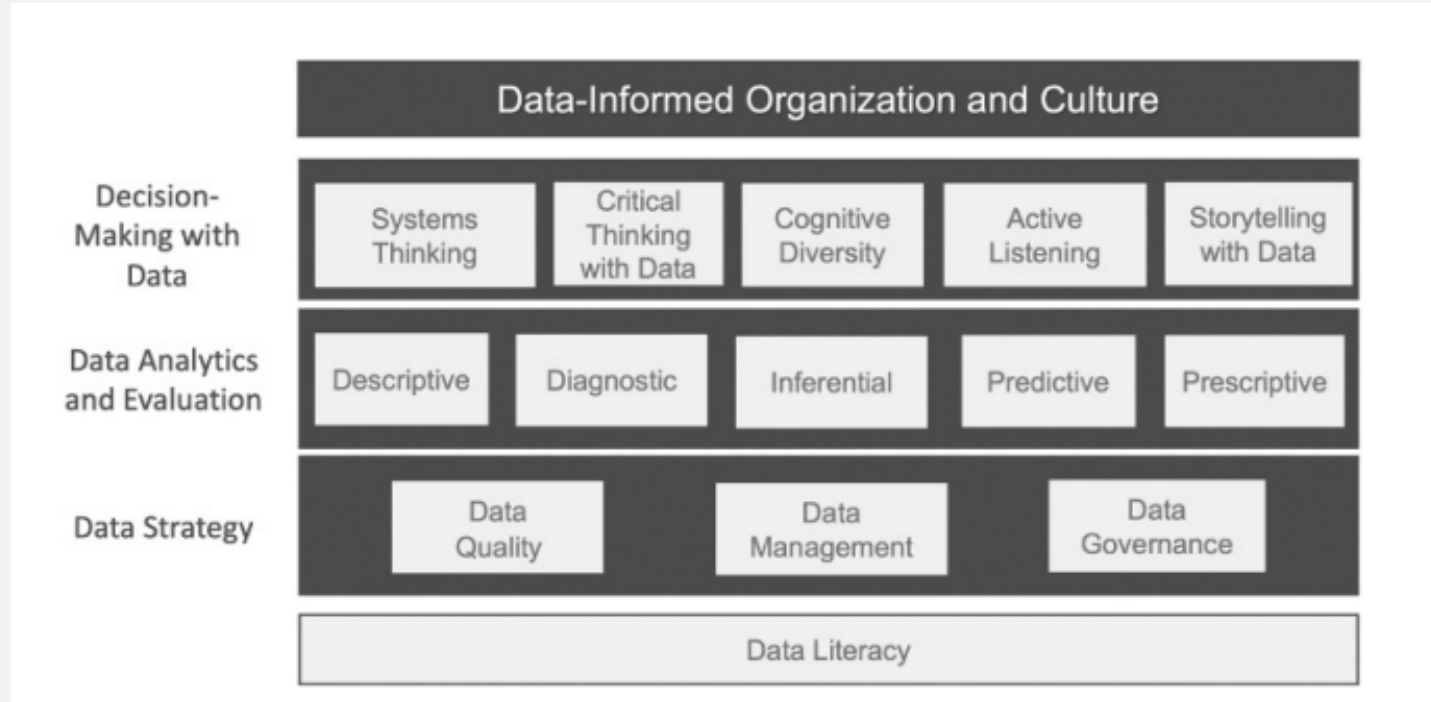 Data-Informed Organization and Culture
Decision-
Making with
Data
Systems
Thinking
Critical
Thinking
with Data
Cognitive
Diversity
Active
Listening
Storytelling
with Data
Data Analytics
and Evaluation
Descriptive
Diagnostic
Inferential
Predictive
Prescriptive
Data Strategy
Data
Quality
Data
Management
Data
Governance
Data Literacy